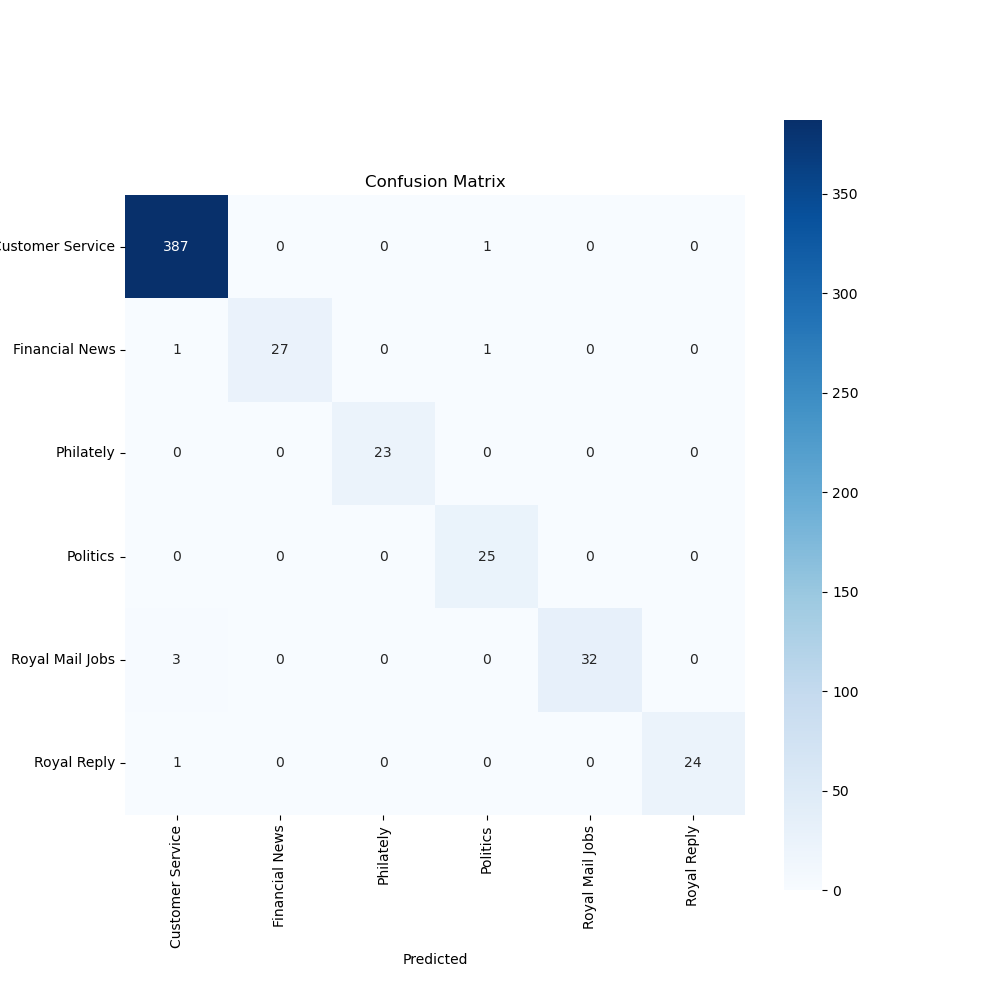 Confusion Matrix
ustomer Service 387 0 0 1 0 0
Financial News 1 27 0 1 0 0
Philately 0 0 23 0 0 0
Politics 0 0 0 25 0 0
Royal Mail Jobs 3 0 0 0 32 0
Royal Reply 1 0 0 0 0 24
Customer Service
Financial News
Philately
Politics
Royal Mail Jobs
Royal Reply
Predicted
350
300
250
200
150
100
50
0